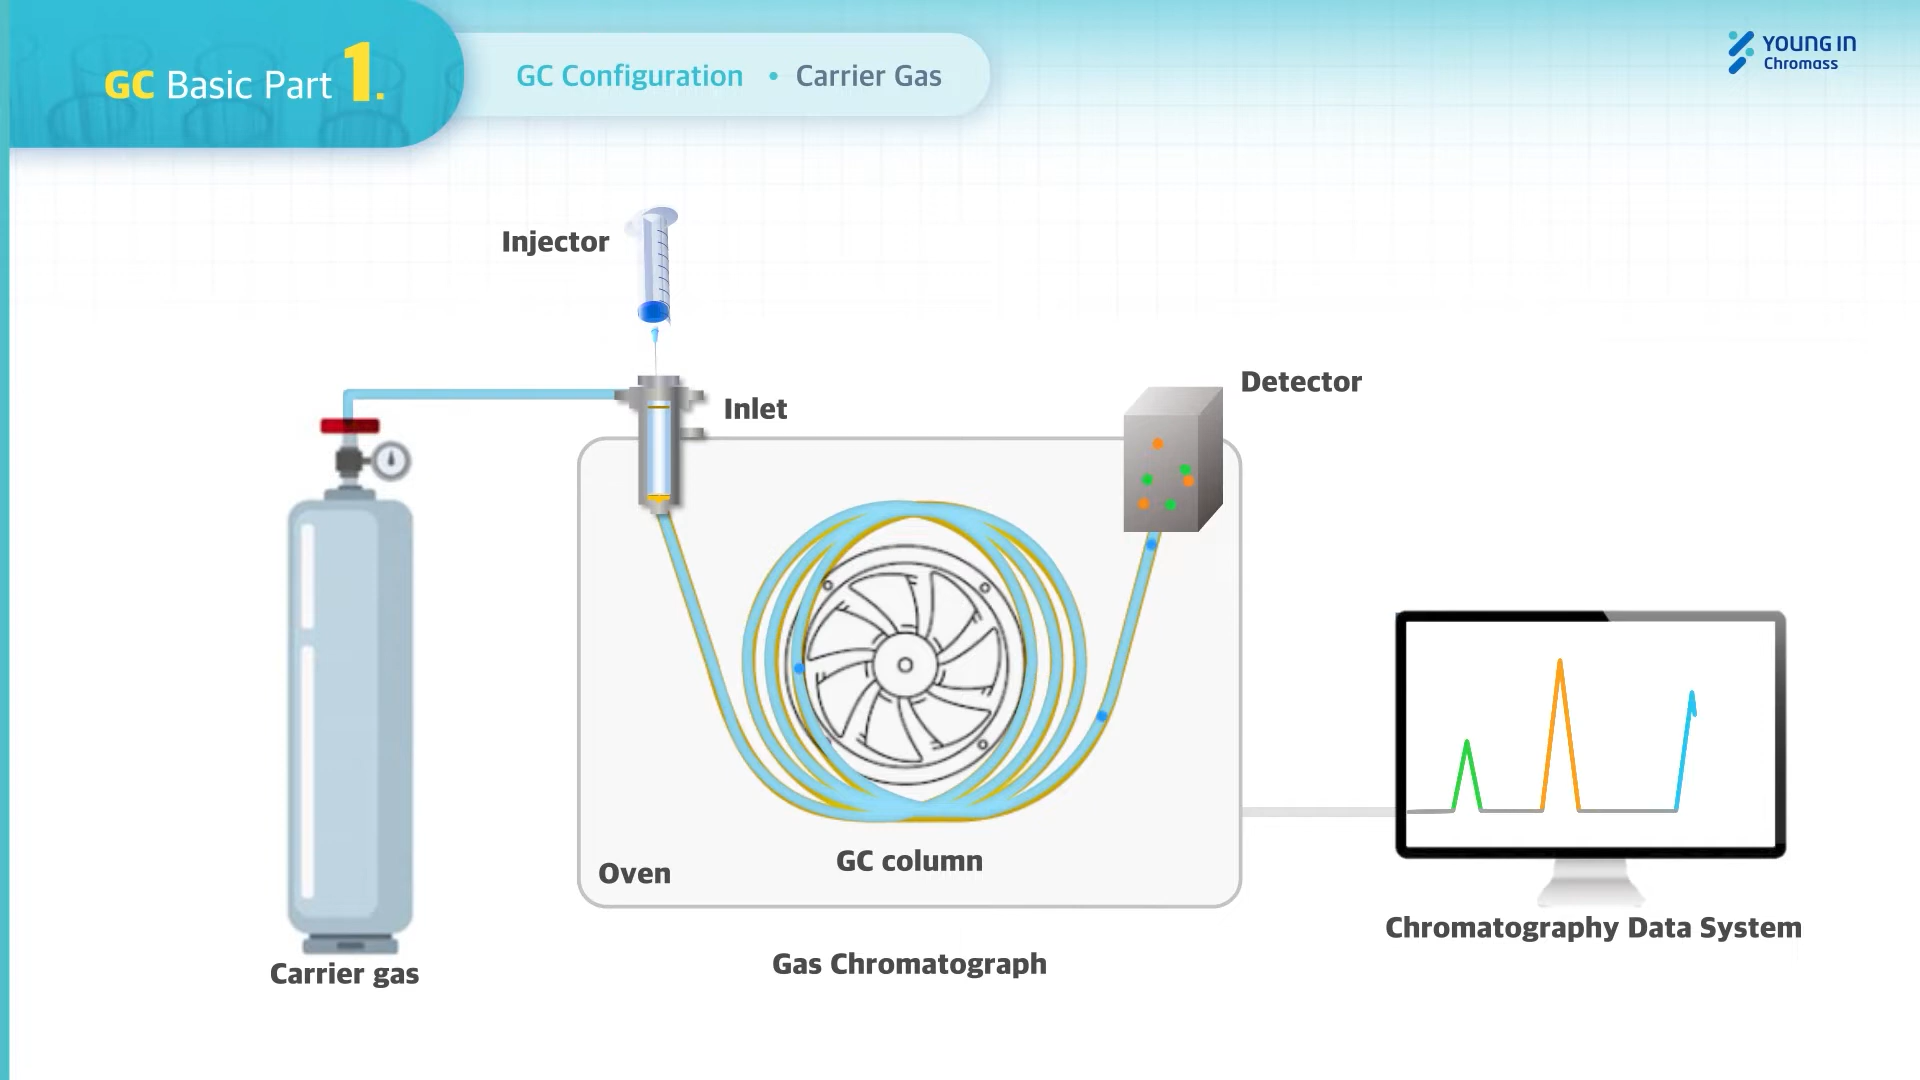 GC Basic Part 1.
GC Configuration • Carrier Gas
YOUNG IN
Chromass
Injector
Inlet
Detector
Oven
GC column
Carrier gas
Gas Chromatograph
Chromatography Data System